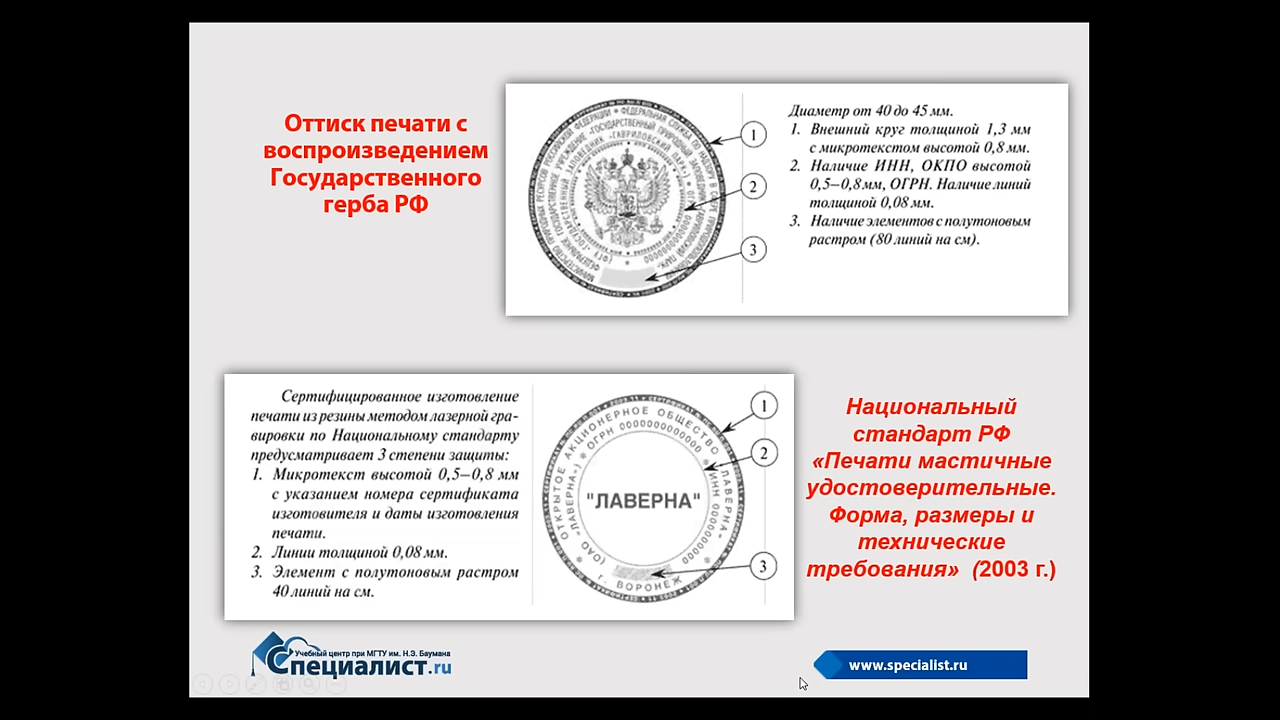 Оттиск печати с
воспроизведением
Государственного
герба РФ
1
2
3
Диаметр от 40 до 45 мм.
1. Внешний круг толщиной 1,3 мм
с микротекстом высотой 0,8 мм.
2. Наличие ИНН, ОКПО высотой
0,5–0,8 мм, ОГРН. Наличие линий
толщиной 0,08 мм.
3. Наличие элементов с полутоновым
растром (80 линий на см).
Сертифицированное изготовление
печати из резины методом лазерной гра-
вировки по Национальному стандарту
предусматривает 3 степени защиты:
1. Микротекст высотой 0,5–0,8 мм
с указанием номера сертификата
изготовителя и даты изготовления
печати.
2. Линии толщиной 0,08 мм.
3. Элемент с полутоновым растром
40 линий на см.
ОТКРЫТОЕ АКЦИОНЕРНОЕ ОБЩЕСТВО «ЛАВЕРНА»
(ОАО «ЛАВЕРНА») * ОГРН 0000000000000 * ИНН 0000000000
"ЛАВЕРНА"
* г. ВОРОНЕЖ *
1
2
3
Национальный
стандарт РФ
«Печати мастичные
удостоверительные.
Форма, размеры и
технические
требования» (2003 г.)
Учебный центр при МГТУ им. Н.Э. Баумана
Специалист.ru
www.specialist.ru